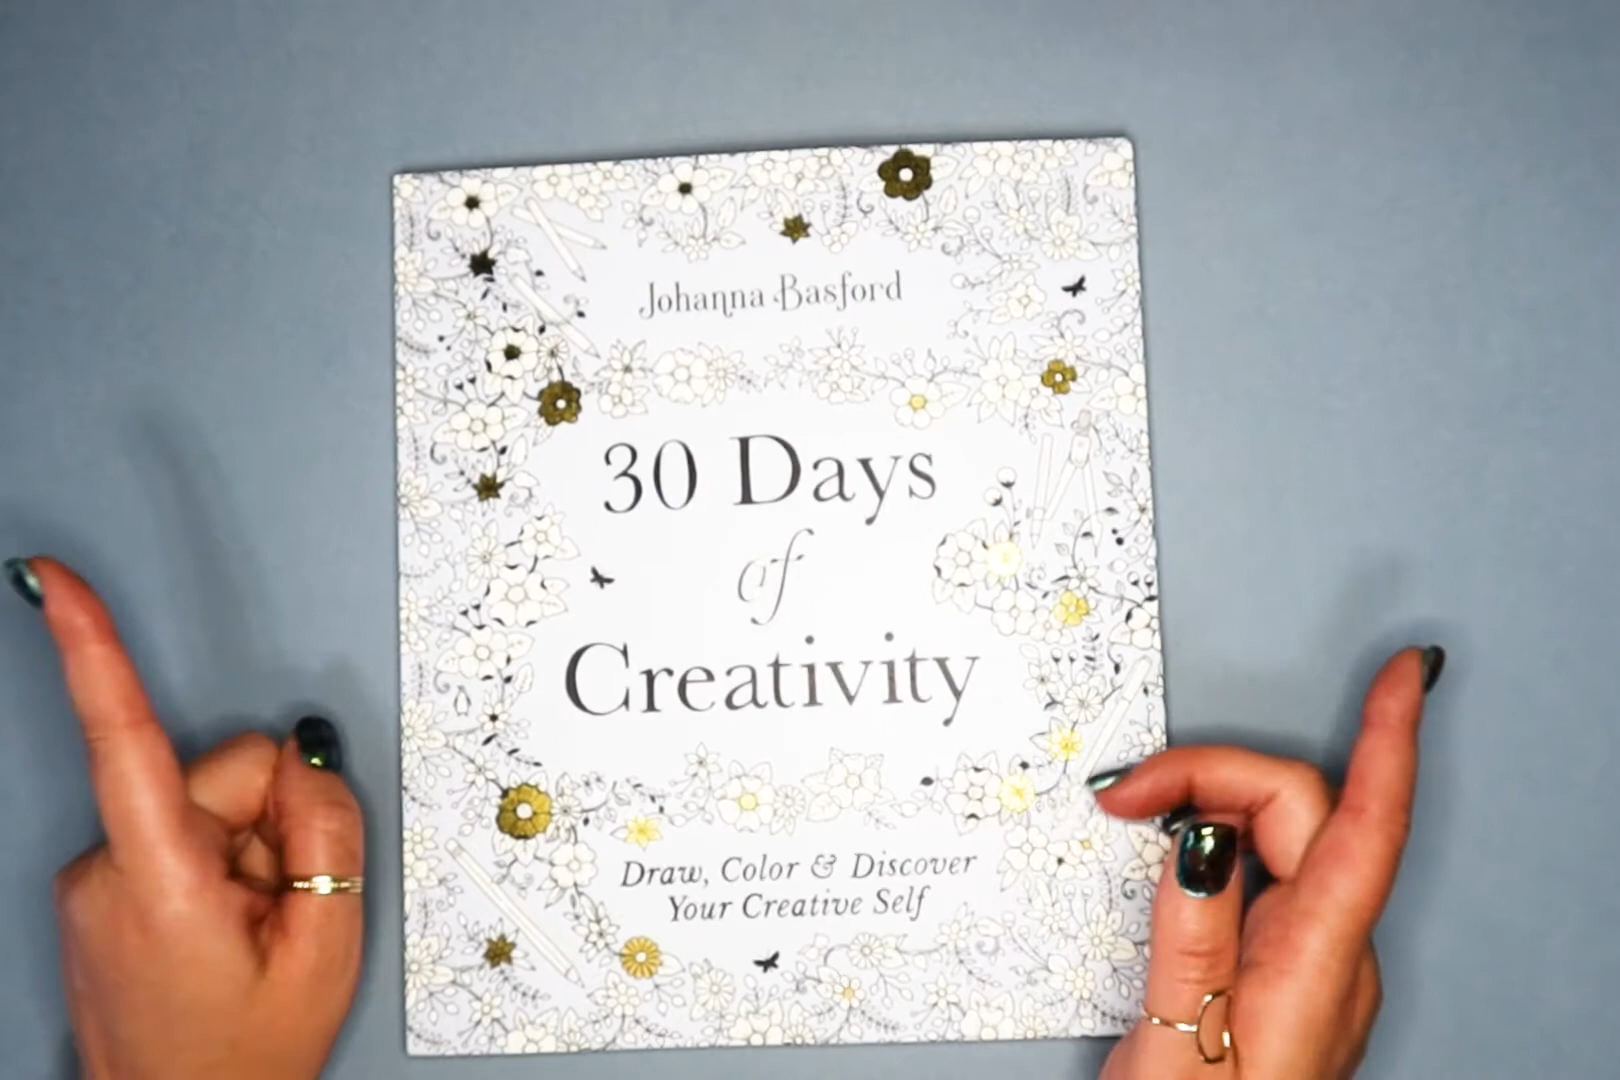 Johanna Basford
30 Days
of
Creativity
Draw, Color & Discover
Your Creative Self